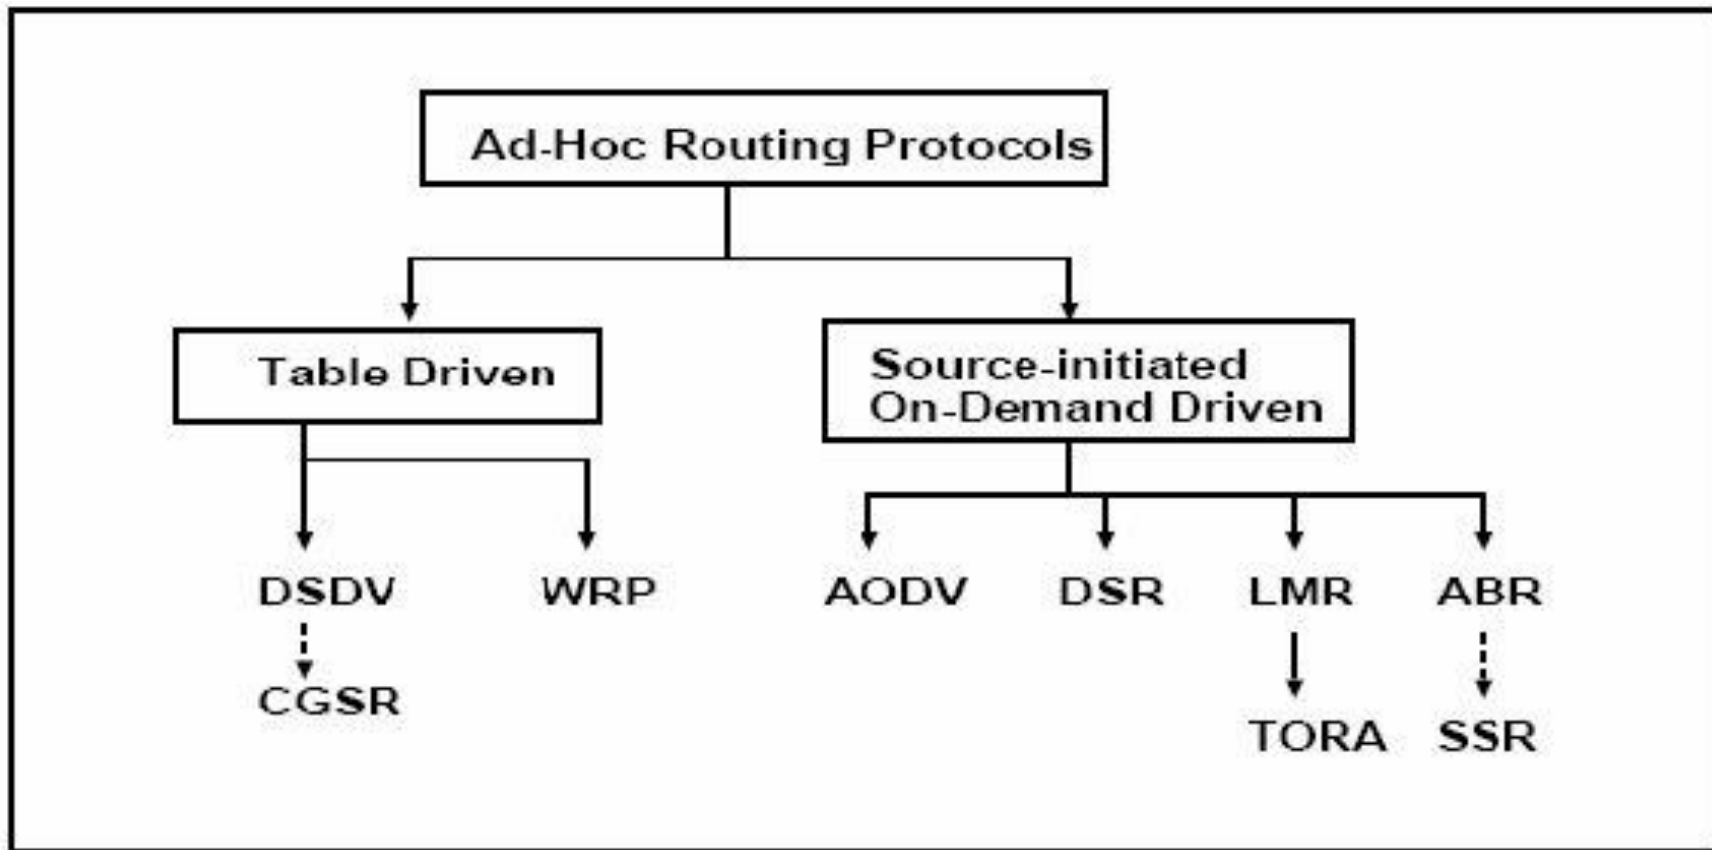 Ad-Hoc Routing Protocols
Table Driven
Source-initiated
On-Demand Driven
DSDV
WRP
AODV
DSR
LMR
ABR
CGSR
TORA
SSR